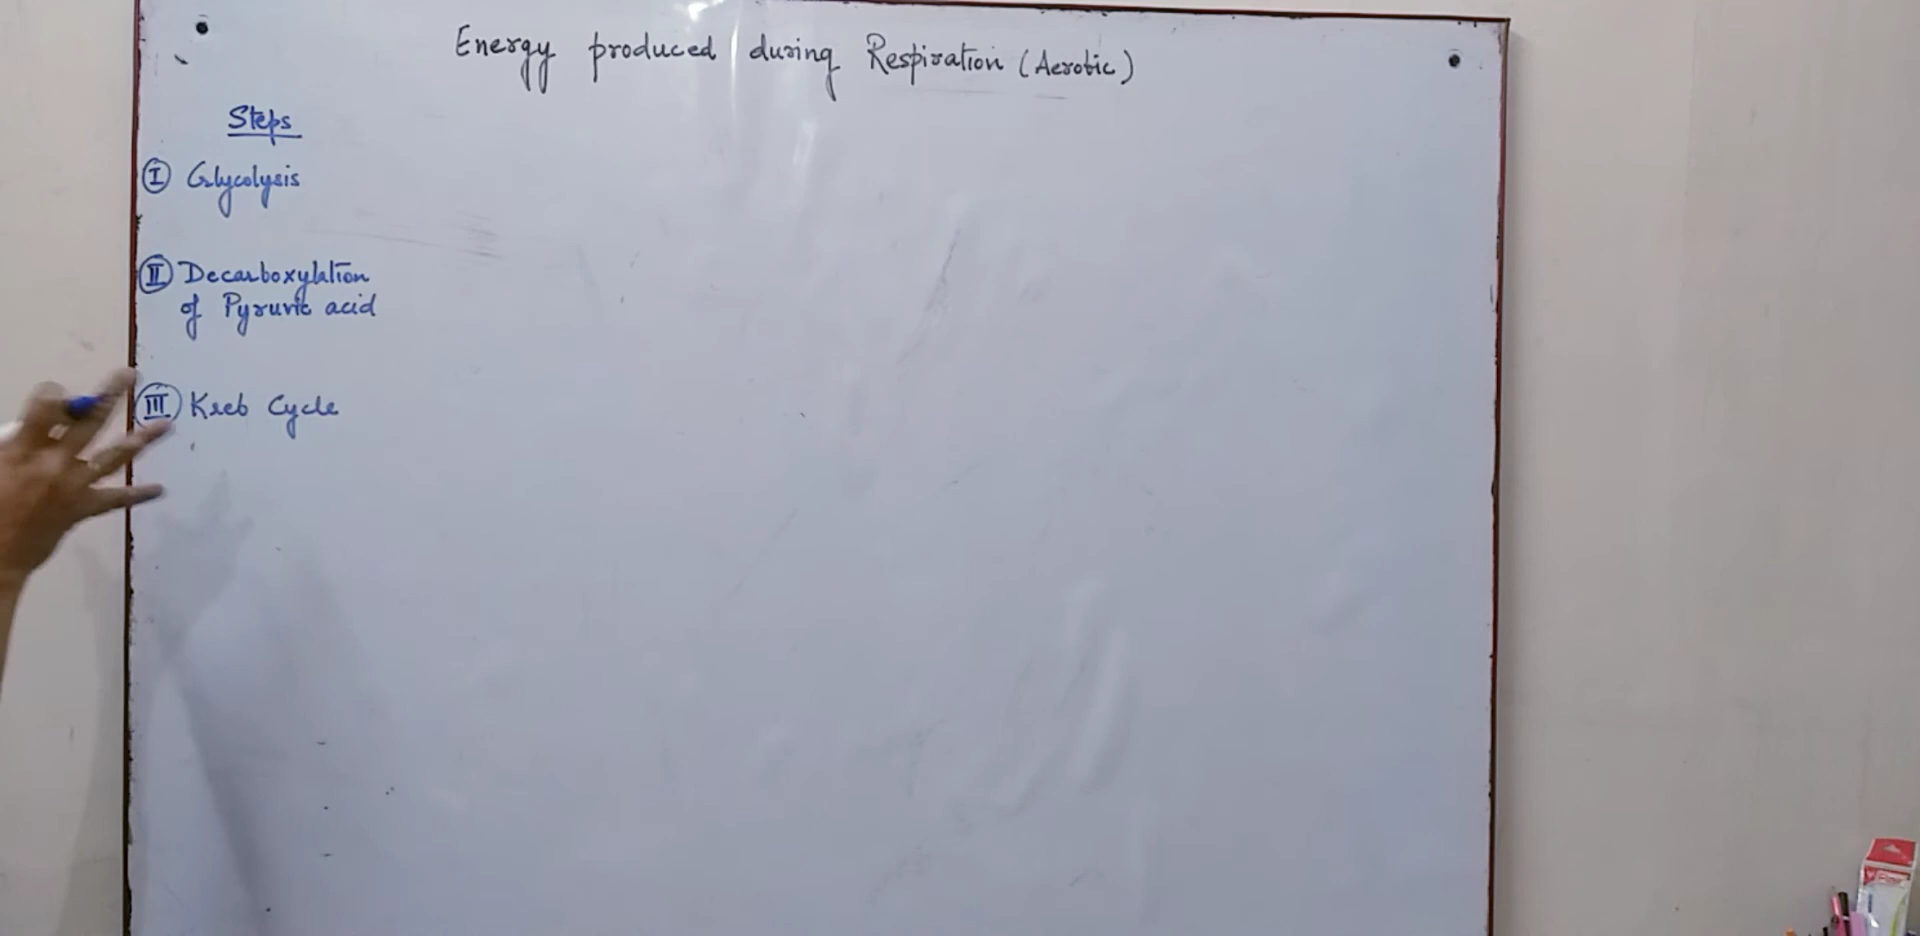 Energy produced during Respiration (Aerobic)
Steps
I Glycolysis
II Decarboxylation
of Pyruvic acid
III Kreb Cycle